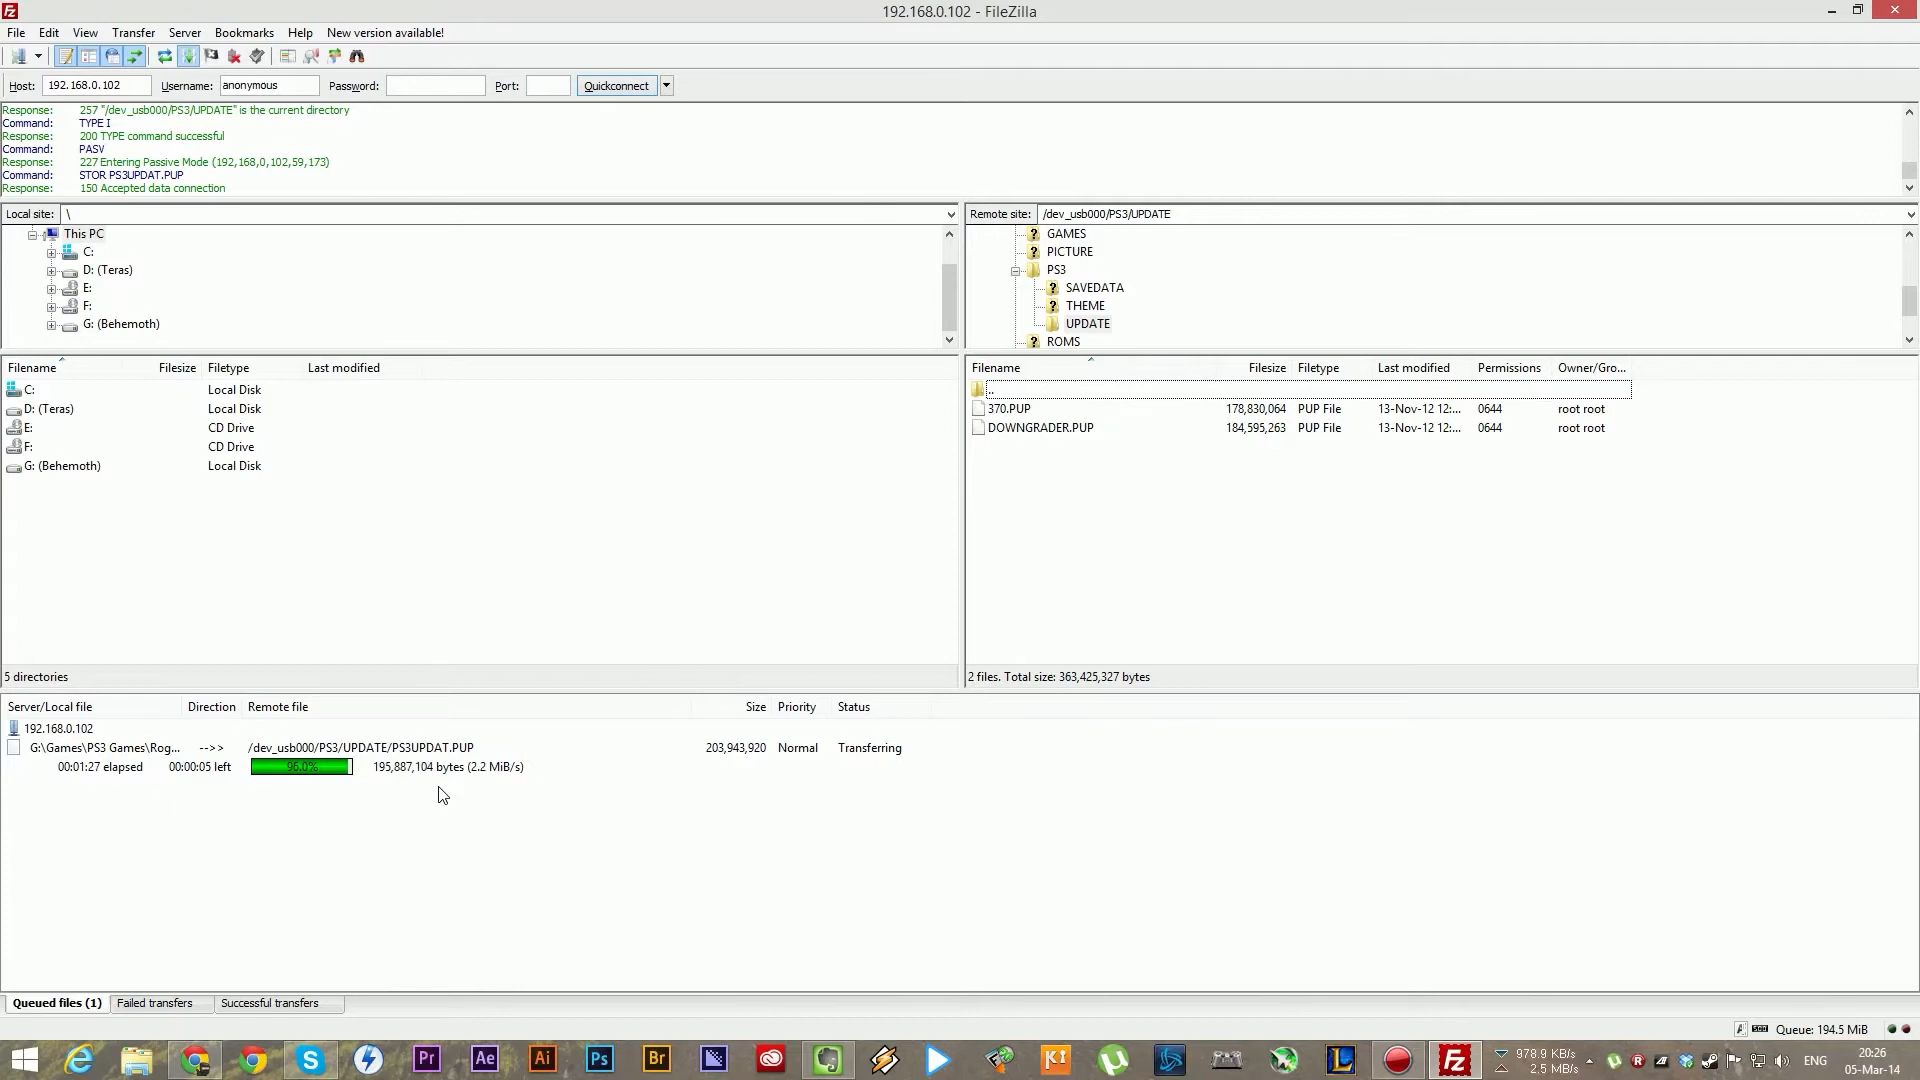 192.168.0.102 - FileZilla
File Edit View Transfer Server Bookmarks Help New version available!
Host: 192.168.0.102 Username: anonymous Password: Port: Quickconnect
Response: 257 "/dev_usb000/PS3/UPDATE" is the current directory
Command: TYPE I
Response: 200 TYPE command successful
Command: PASV
Response: 227 Entering Passive Mode (192,168,0,102,59,173)
Command: STOR PS3UPDAT.PUP
Response: 150 Accepted data connection
Local site: \
This PC
C:
D: (Teras)
E:
F:
G: (Behemoth)
Remote site: /dev_usb000/PS3/UPDATE
GAMES
PICTURE
PS3
SAVEDATA
THEME
UPDATE
ROMS
Filename Filesize Filetype Last modified
C: Local Disk
D: (Teras) Local Disk
E: CD Drive
F: CD Drive
G: (Behemoth) Local Disk
5 directories
Filename Filesize Filetype Last modified Permissions Owner/Gro...
..
370.PUP 178,830,064 PUP File 13-Nov-12 12:... 0644 root root
DOWNGRADER.PUP 184,595,263 PUP File 13-Nov-12 12:... 0644 root root
2 files. Total size: 363,425,327 bytes
Server/Local file Direction Remote file Size Priority Status
192.168.0.102
G:\Games\PS3 Games\Rog... -->> /dev_usb000/PS3/UPDATE/PS3UPDAT.PUP 203,943,920 Normal Transferring
00:01:27 elapsed 00:00:05 left 96.0% 195,887,104 bytes (2.2 MiB/s)
Queued files (1) Failed transfers Successful transfers
Queue: 194.5 MiB
Pr Ae Ai Ps Br
978.9 KB/s
2.5 MB/s
ENG
20:26
05-Mar-14